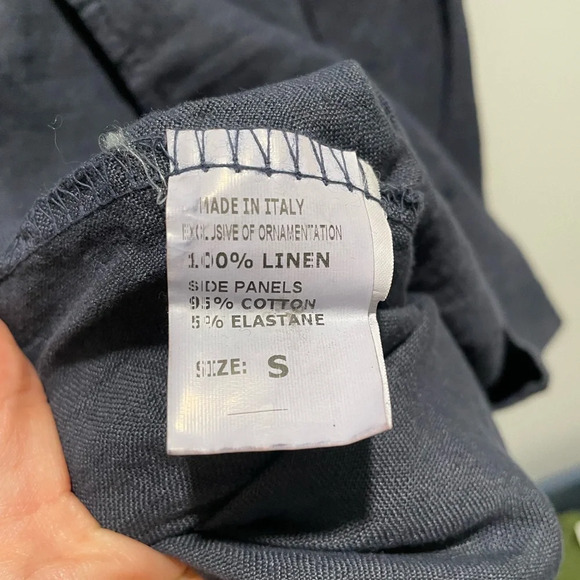 MADE IN ITALY
EXCLUSIVE OF ORNAMENTATION
100% LINEN
SIDE PANELS
95% COTTON
5% ELASTANE
SIZE: S